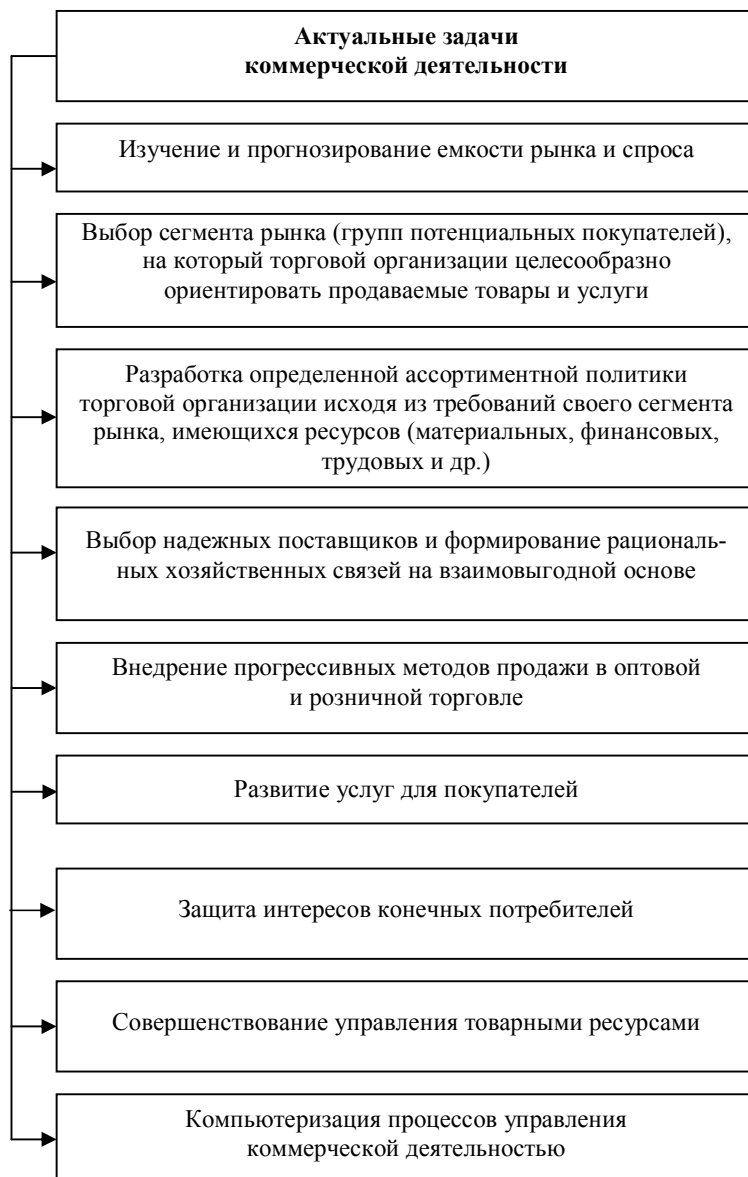 Актуальные задачи
коммерческой деятельности
Изучение и прогнозирование емкости рынка и спроса
Выбор сегмента рынка (групп потенциальных покупателей),
на который торговой организации целесообразно
ориентировать продаваемые товары и услуги
Разработка определенной ассортиментной политики
торговой организации исходя из требований своего сегмента
рынка, имеющихся ресурсов (материальных, финансовых,
трудовых и др.)
Выбор надежных поставщиков и формирование рациональ-
ных хозяйственных связей на взаимовыгодной основе
Внедрение прогрессивных методов продажи в оптовой
и розничной торговле
Развитие услуг для покупателей
Защита интересов конечных потребителей
Совершенствование управления товарными ресурсами
Компьютеризация процессов управления
коммерческой деятельностью